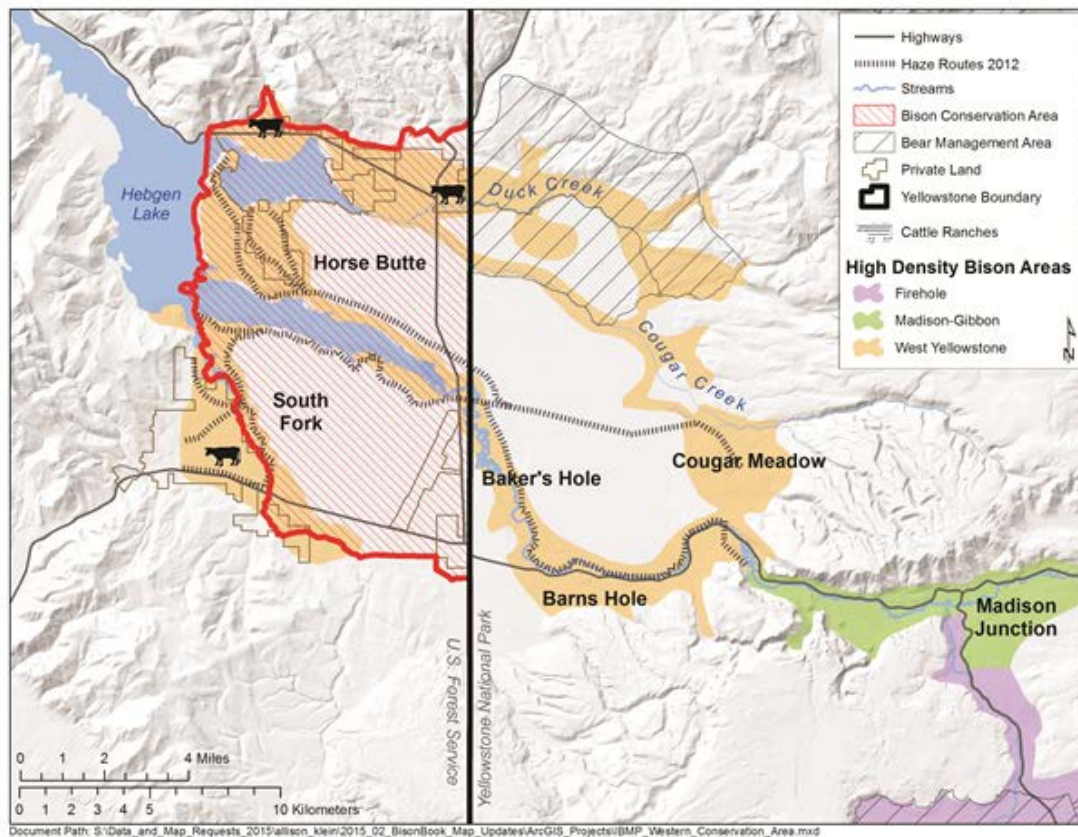 Highways
Haze Routes 2012
Streams
Bison Conservation Area
Bear Management Area
Private Land
Yellowstone Boundary
Cattle Ranches
High Density Bison Areas
Firehole
Madison-Gibbon
West Yellowstone
N
Hebgen
Lake
Duck Creek
Horse Butte
Cougar Creek
South
Fork
Baker's Hole
Cougar Meadow
Barns Hole
Madison
Junction
U.S. Forest Service
Yellowstone National Park
0 1 2 4 Miles
0 1 2 3 4 5 10 Kilometers
Document Path: S:\Data_and_Map_Requests_2015\allison_klein\2015_02_BisonBook_Map_Updates\ArcGIS_Projects\IBMP_Western_Conservation_Area.mxd